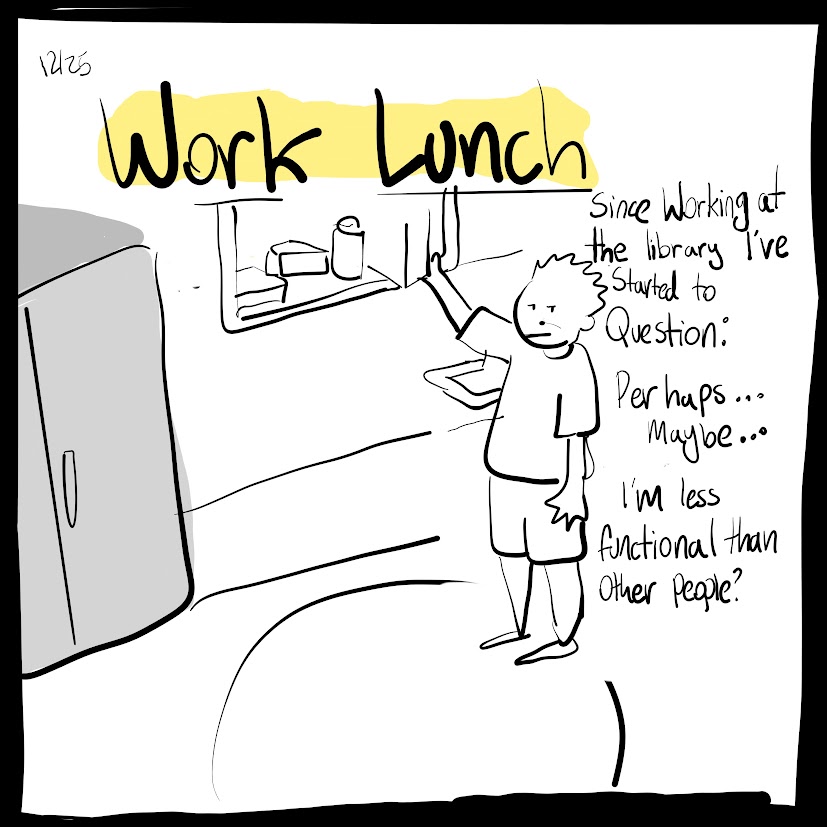 12/25
Work Lunch
Since Working at
the library I've
Started to
Question:
Perhaps...
Maybe...
I'm less
functional than
other people?